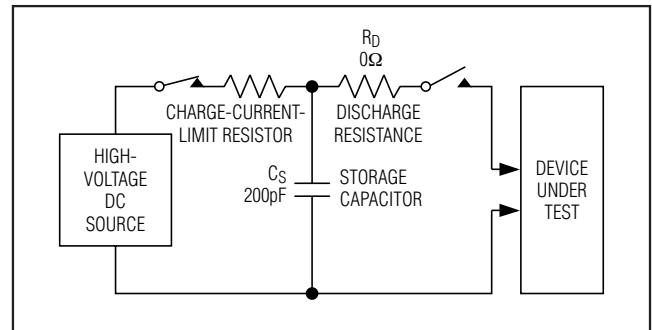 R_D
0Ω
CHARGE-CURRENT-
LIMIT RESISTOR
DISCHARGE
RESISTANCE
HIGH-
VOLTAGE
DC
SOURCE
C_S
200pF
STORAGE
CAPACITOR
DEVICE
UNDER
TEST